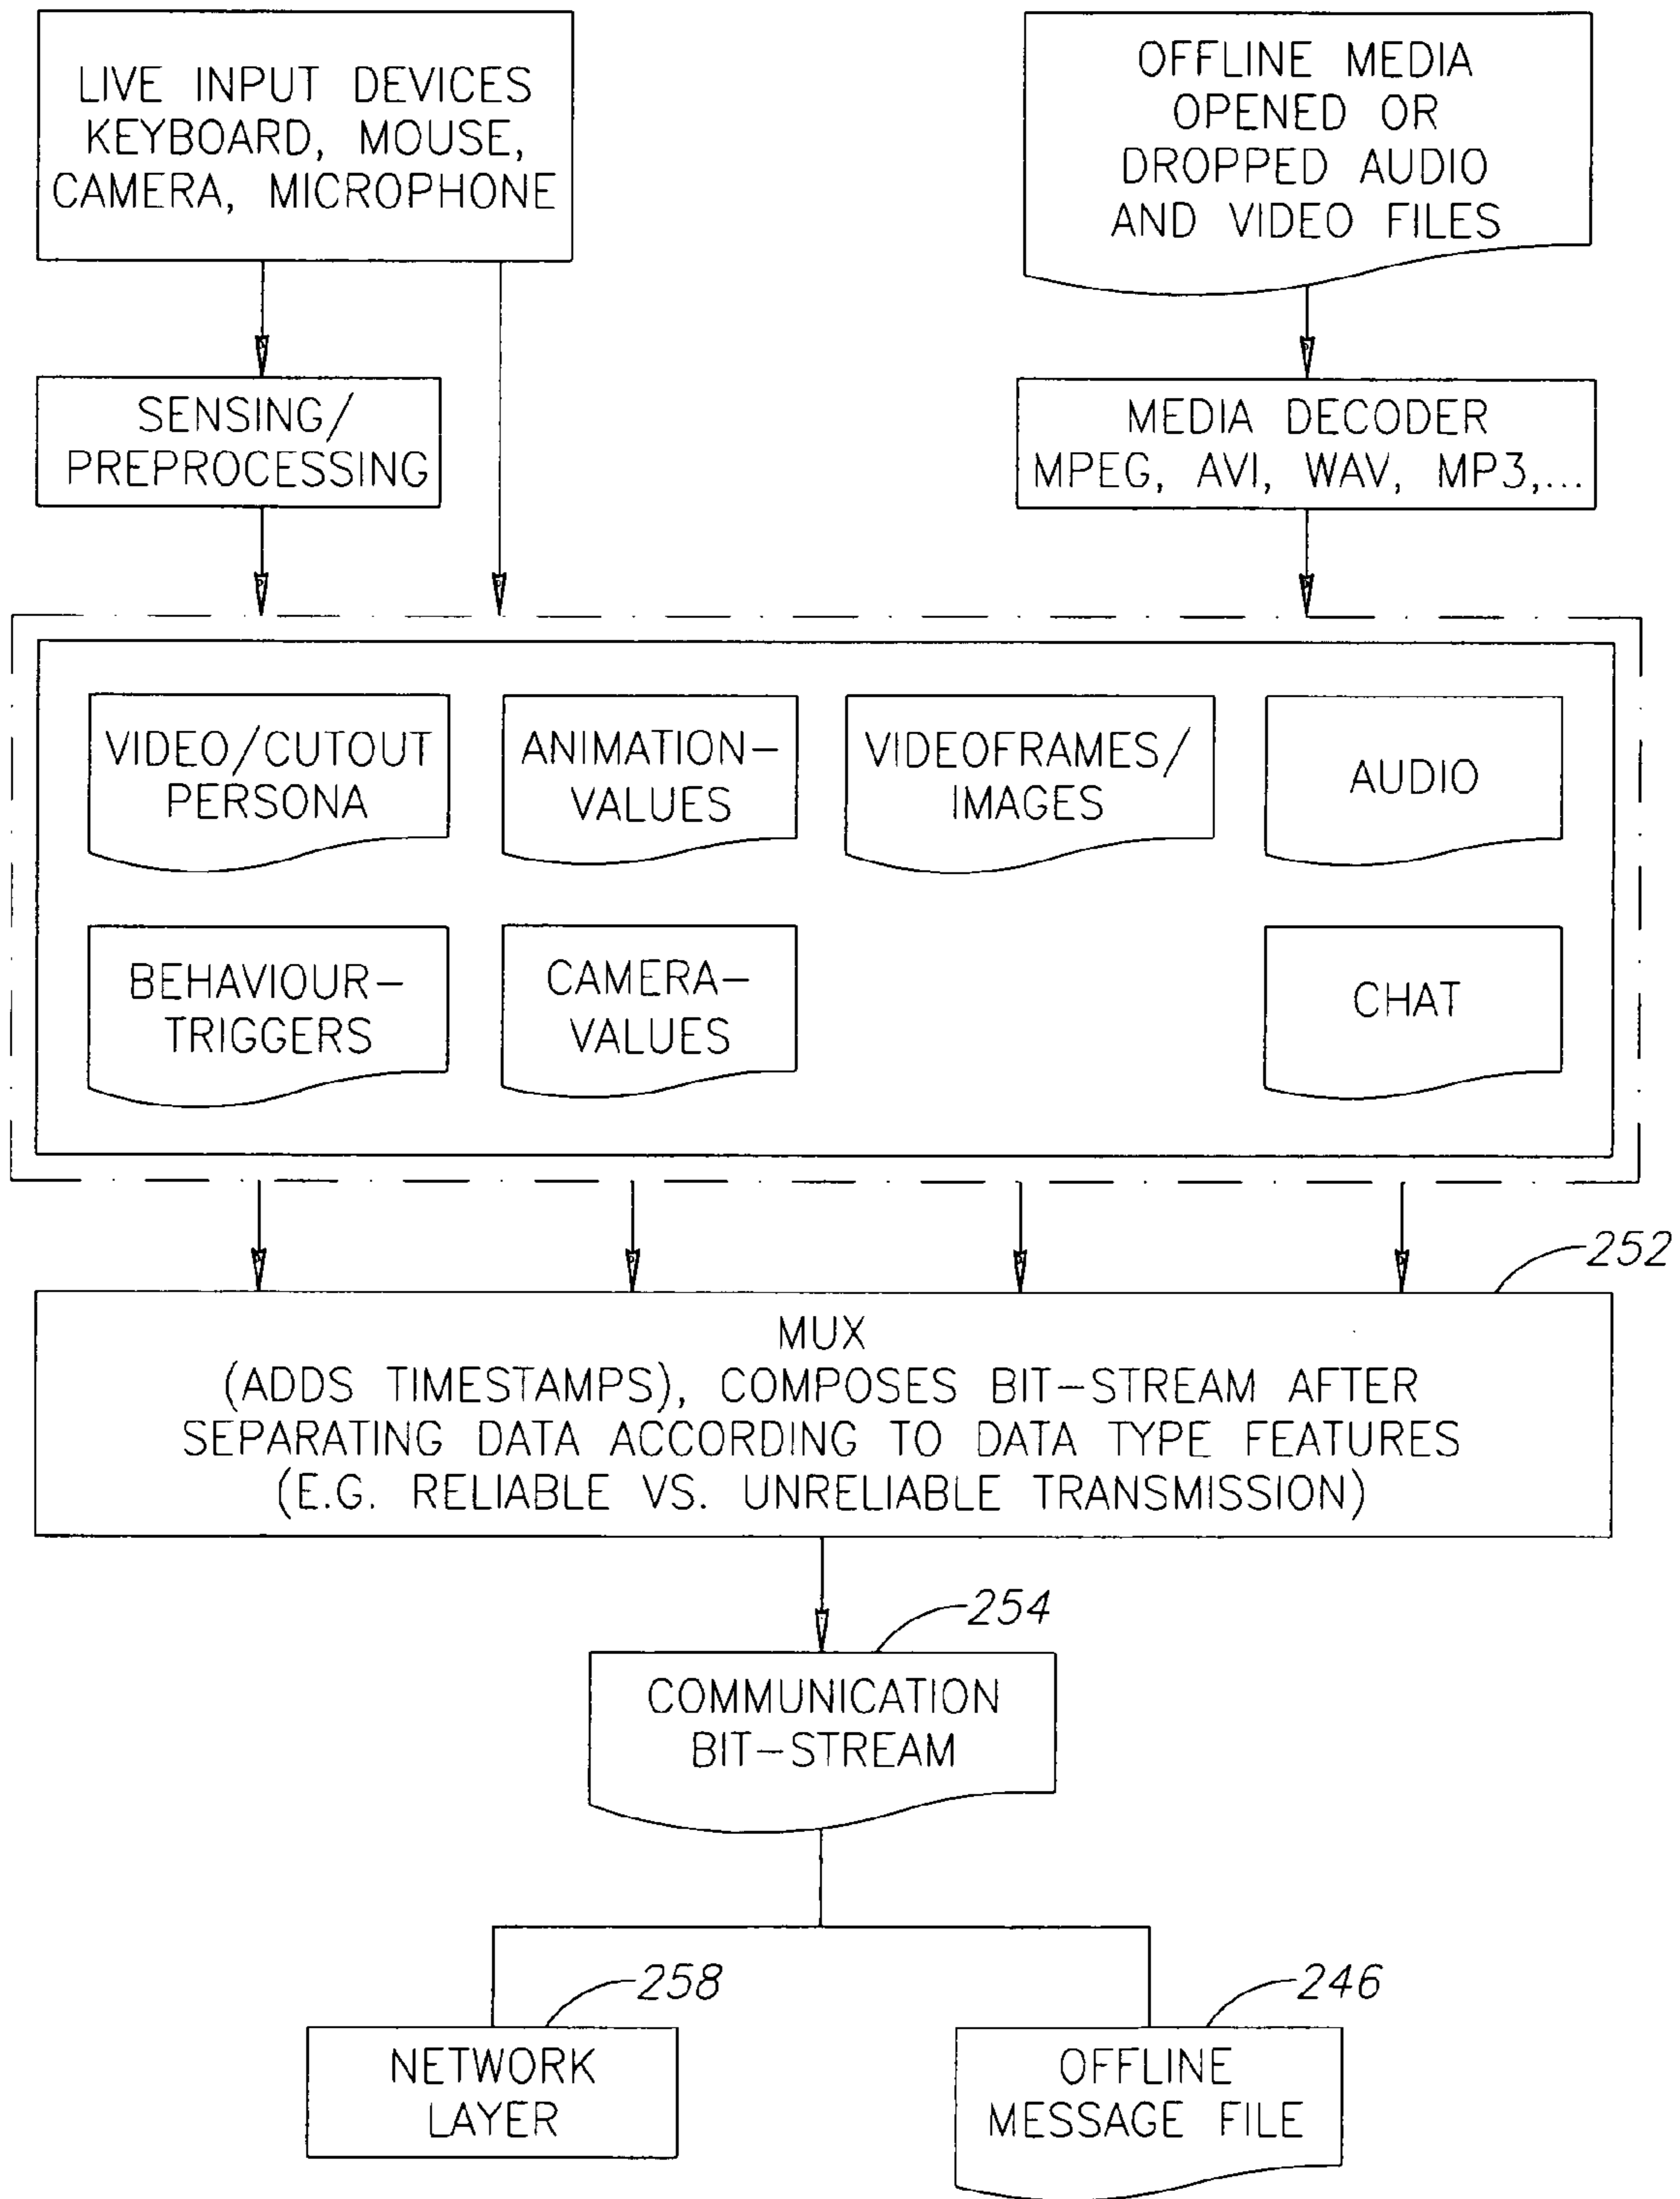 LIVE INPUT DEVICES
KEYBOARD, MOUSE,
CAMERA, MICROPHONE
OFFLINE MEDIA
OPENED OR
DROPPED AUDIO
AND VIDEO FILES
SENSING/
PREPROCESSING
MEDIA DECODER
MPEG, AVI, WAV, MP3,...
VIDEO/CUTOUT
PERSONA
ANIMATION–
VALUES
VIDEOFRAMES/
IMAGES
AUDIO
BEHAVIOUR–
TRIGGERS
CAMERA–
VALUES
CHAT
252
MUX
(ADDS TIMESTAMPS), COMPOSES BIT–STREAM AFTER
SEPARATING DATA ACCORDING TO DATA TYPE FEATURES
(E.G. RELIABLE VS. UNRELIABLE TRANSMISSION)
254
COMMUNICATION
BIT–STREAM
258
NETWORK
LAYER
246
OFFLINE
MESSAGE FILE